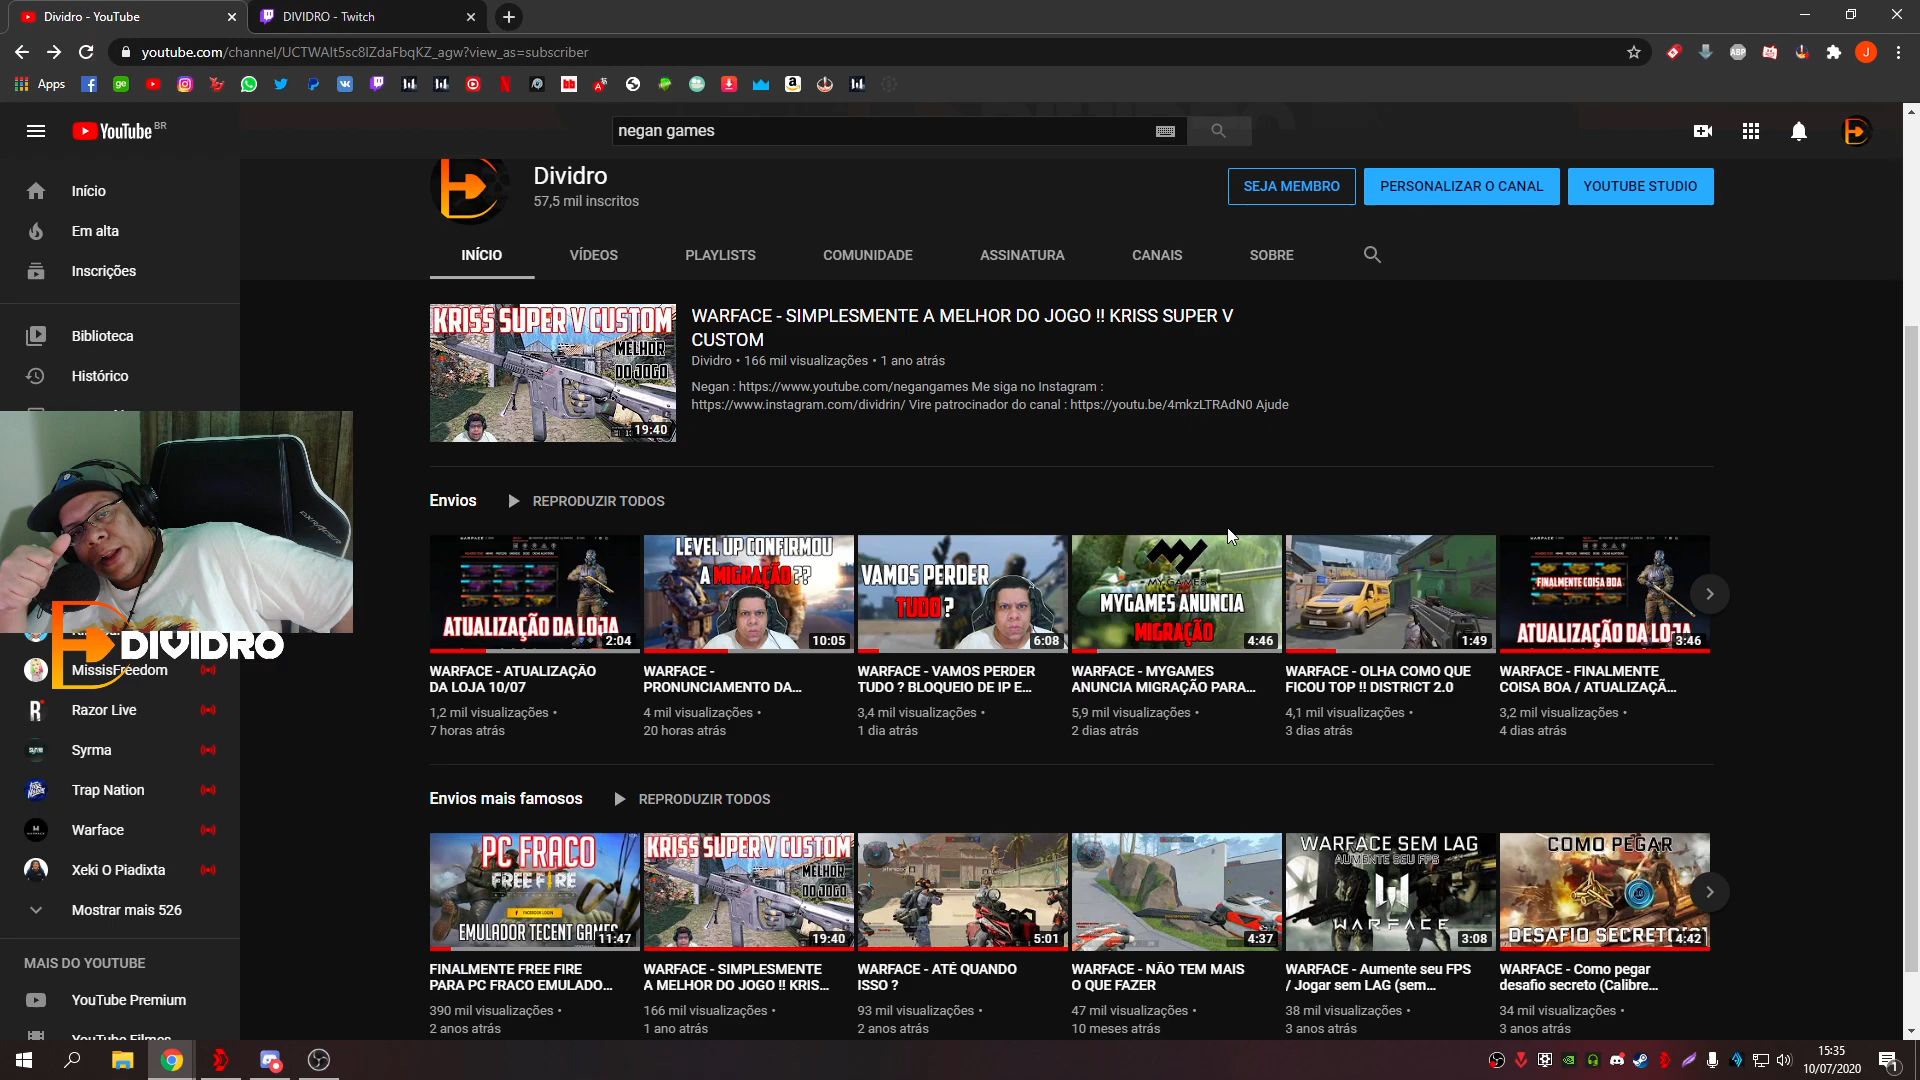 Dividro - YouTube
DIVIDRO - Twitch
youtube.com/channel/UCTWAlt5sc8lZdaFbqKZ_agw?view_as=subscriber
Apps
YouTube BR
negan games
Início
Em alta
Inscrições
Biblioteca
Histórico
MissisFreedom
Razor Live
Syrma
Trap Nation
Warface
Xeki O Piadixta
Mostrar mais 526
MAIS DO YOUTUBE
YouTube Premium
YouTube Filmes
DXRACER
DIVIDRO
Dividro
57,5 mil inscritos
SEJA MEMBRO
PERSONALIZAR O CANAL
YOUTUBE STUDIO
INÍCIO
VÍDEOS
PLAYLISTS
COMUNIDADE
ASSINATURA
CANAIS
SOBRE
KRISS SUPER V CUSTOM
MELHOR
DO JOGO
19:40
WARFACE - SIMPLESMENTE A MELHOR DO JOGO !! KRISS SUPER V
CUSTOM
Dividro • 166 mil visualizações • 1 ano atrás
Negan : https://www.youtube.com/negangames Me siga no Instagram :
https://www.instagram.com/dividrin/ Vire patrocinador do canal : https://youtu.be/4mkzLTRAdN0 Ajude
Envios
REPRODUZIR TODOS
ATUALIZAÇÃO DA LOJA
2:04
WARFACE - ATUALIZAÇÃO
DA LOJA 10/07
1,2 mil visualizações •
7 horas atrás
LEVEL UP CONFIRMOU
A MIGRAÇÃO??
10:05
WARFACE -
PRONUNCIAMENTO DA...
4 mil visualizações •
20 horas atrás
VAMOS PERDER
TUDO ?
6:08
WARFACE - VAMOS PERDER
TUDO ? BLOQUEIO DE IP E...
3,4 mil visualizações •
1 dia atrás
MY.GAMES
MYGAMES ANUNCIA
MIGRAÇÃO
4:46
WARFACE - MYGAMES
ANUNCIA MIGRAÇÃO PARA...
5,9 mil visualizações •
2 dias atrás
1:49
WARFACE - OLHA COMO QUE
FICOU TOP !! DISTRICT 2.0
4,1 mil visualizações •
3 dias atrás
FINALMENTE COISA BOA
ATUALIZAÇÃO DA LOJA
3:46
WARFACE - FINALMENTE
COISA BOA / ATUALIZAÇÃ...
3,2 mil visualizações •
4 dias atrás
Envios mais famosos
REPRODUZIR TODOS
PC FRACO
FREE FIRE
FACEBOOK LOGIN
EMULADOR TECENT GAMES
11:47
FINALMENTE FREE FIRE
PARA PC FRACO EMULADO...
390 mil visualizações •
2 anos atrás
KRISS SUPER V CUSTOM
MELHOR
DO JOGO
19:40
WARFACE - SIMPLESMENTE
A MELHOR DO JOGO !! KRIS...
166 mil visualizações •
1 ano atrás
5:01
WARFACE - ATÉ QUANDO
ISSO ?
93 mil visualizações •
2 anos atrás
4:37
WARFACE - NÃO TEM MAIS
O QUE FAZER
47 mil visualizações •
10 meses atrás
WARFACE SEM LAG
AUMENTE SEU FPS
WARFACE
3:08
WARFACE - Aumente seu FPS
/ Jogar sem LAG (sem...
38 mil visualizações •
3 anos atrás
COMO PEGAR
DESAFIO SECRETO
4:42
WARFACE - Como pegar
desafio secreto (Calibre...
34 mil visualizações •
3 anos atrás
15:35
10/07/2020